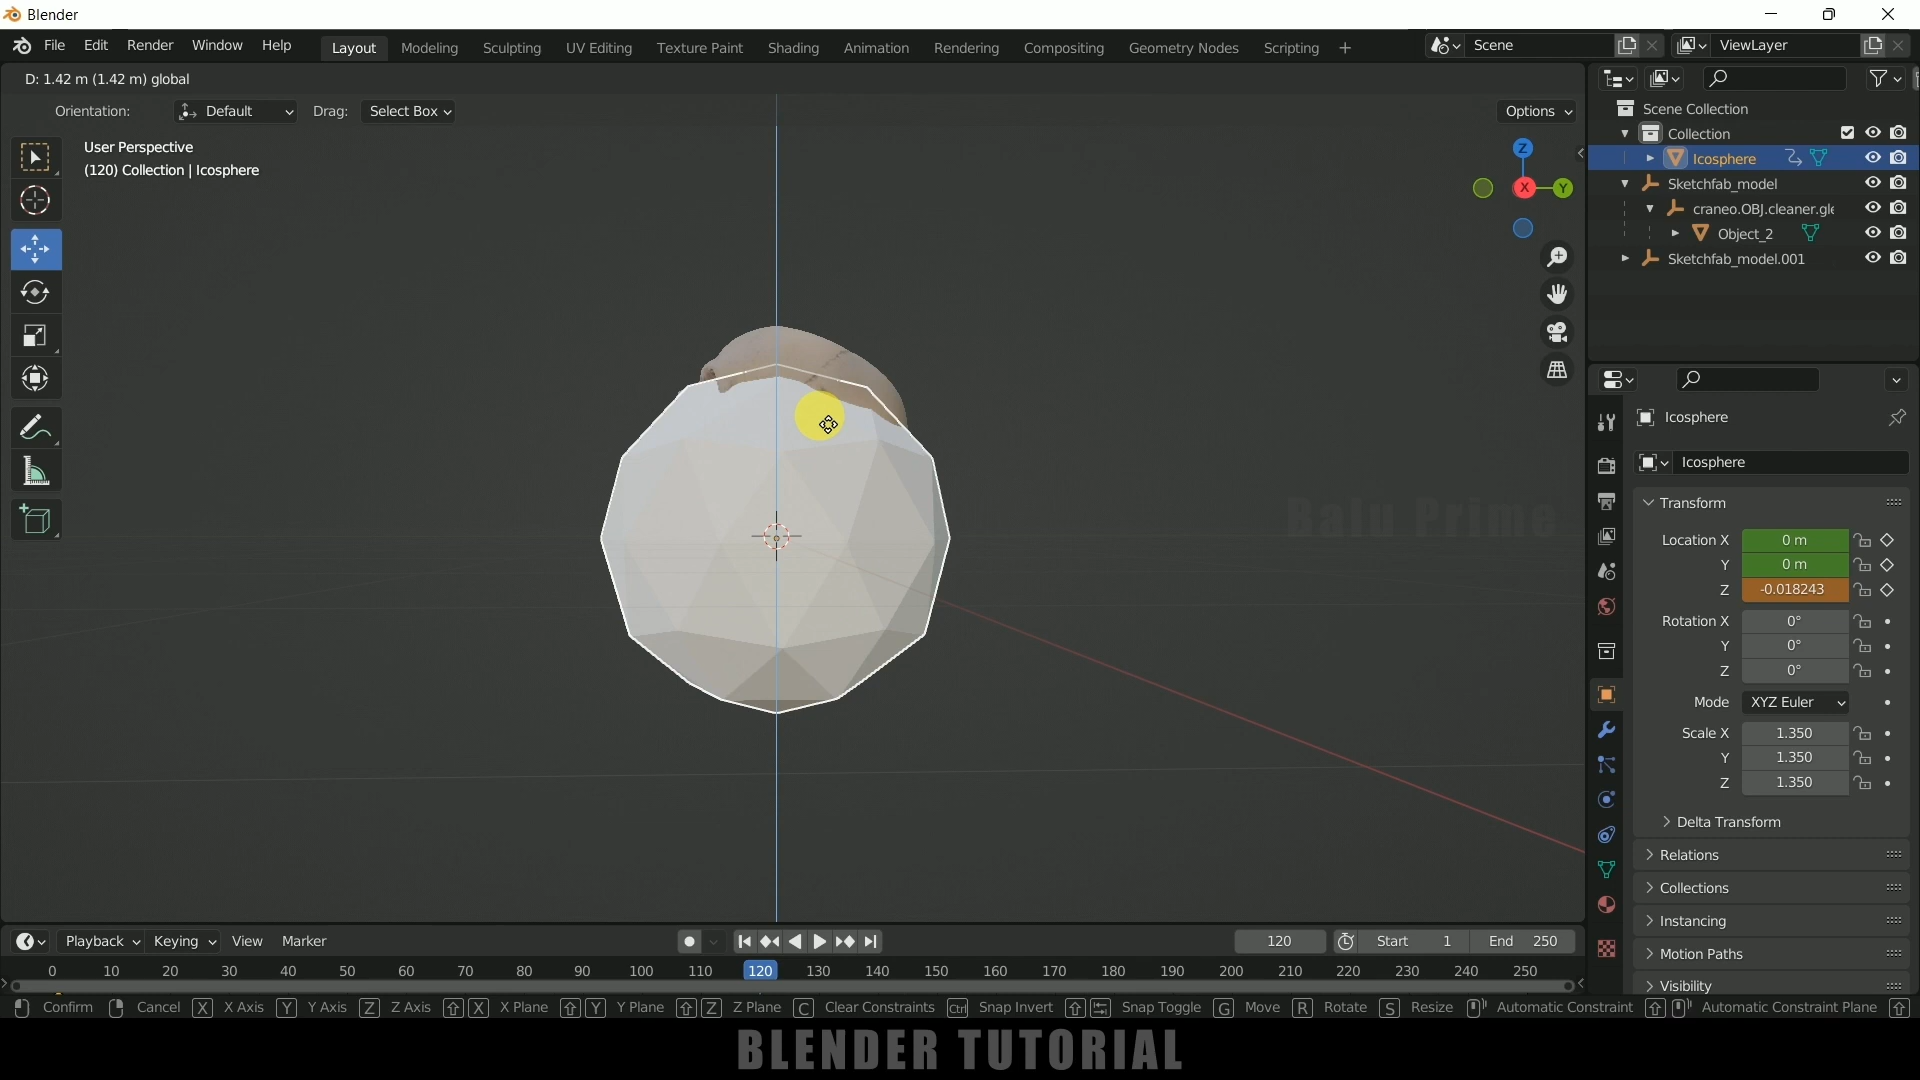 Blender
File Edit Render Window Help Layout Modeling Sculpting UV Editing Texture Paint Shading Animation Rendering Compositing Geometry Nodes Scripting + Scene ViewLayer
D: 1.42 m (1.42 m) global
Orientation: Default Drag: Select Box Options
User Perspective
(120) Collection | Icosphere
Z
X
Y
Balu Prime
Scene Collection
Collection
Icosphere
Sketchfab_model
craneo.OBJ.cleaner.gle
Object_2
Sketchfab_model.001
Icosphere
Icosphere
Transform
Location X 0 m
Y 0 m
Z -0.018243
Rotation X 0°
Y 0°
Z 0°
Mode XYZ Euler
Scale X 1.350
Y 1.350
Z 1.350
Delta Transform
Relations
Collections
Instancing
Motion Paths
Visibility
Playback Keying View Marker 120 Start 1 End 250
0 10 20 30 40 50 60 70 80 90 100 110 120 130 140 150 160 170 180 190 200 210 220 230 240 250
Confirm Cancel X X Axis Y Y Axis Z Z Axis X X Plane Y Y Plane Z Z Plane C Clear Constraints Ctrl Snap Invert Snap Toggle G Move R Rotate S Resize Automatic Constraint Automatic Constraint Plane
BLENDER TUTORIAL